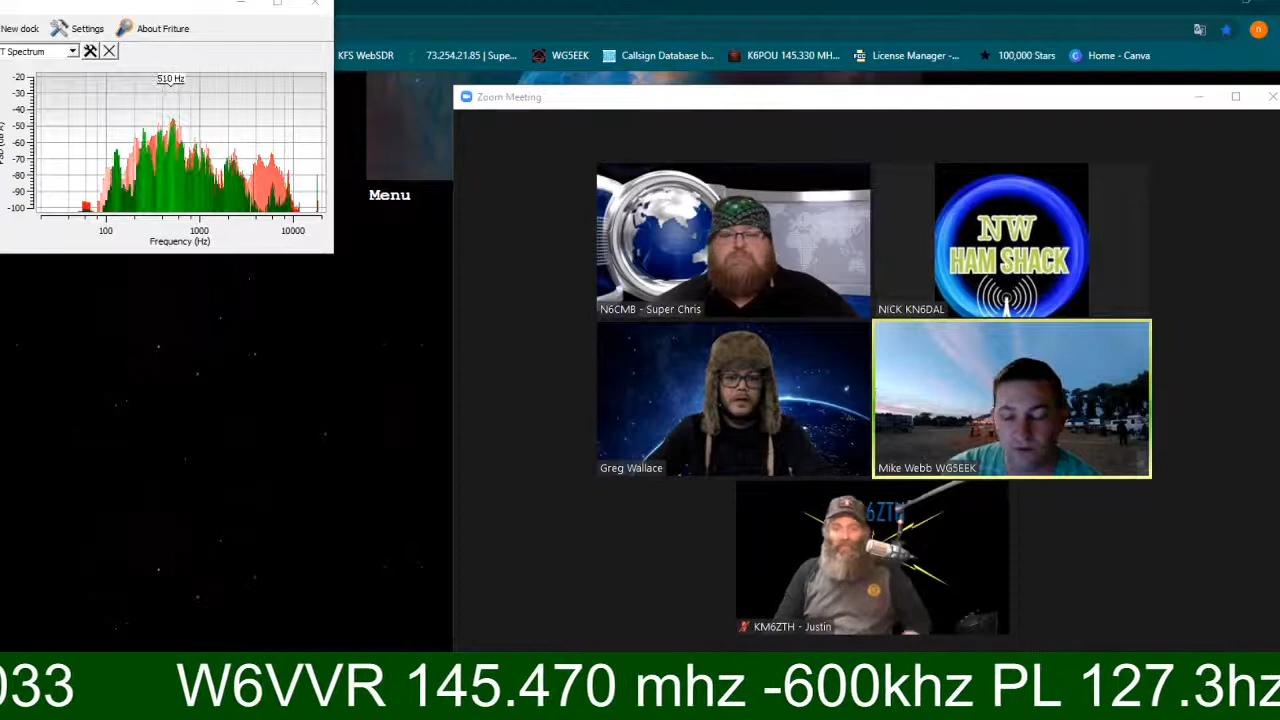 New dock Settings About Friture
T Spectrum
510 Hz
-20
-30
-40
-50
-60
-70
-80
-90
-100
100 1000 10000
Frequency (Hz)
KFS WebSDR 73.254.21.85 | Supe... WG5EEK Callsign Database b... K6POU 145.330 MH... License Manager -... 100,000 Stars Home - Canva
Menu
Zoom Meeting
N6CMB - Super Chris
NW
HAM SHACK
NICK KN6DAL
Greg Wallace
Mike Webb WG5EEK
6ZTH
KM6ZTH - Justin
033 W6VVR 145.470 mhz -600khz PL 127.3hz